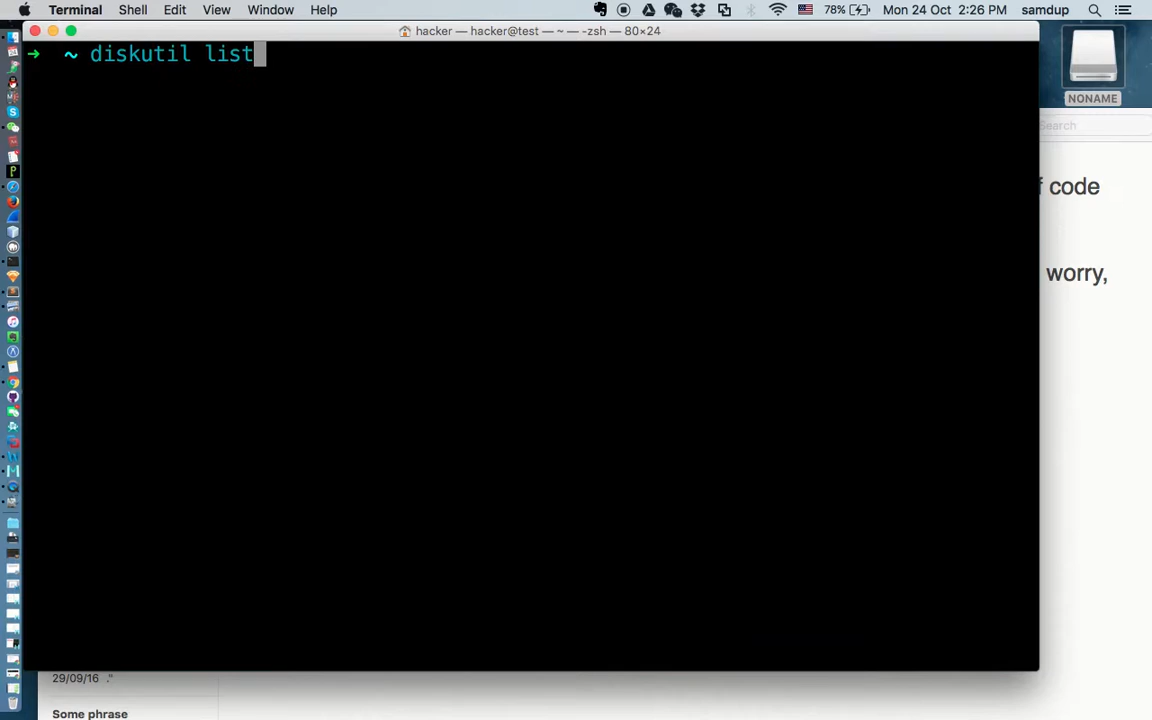 Terminal Shell Edit View Window Help 78% Mon 24 Oct 2:26 PM samdup
hacker — hacker@test — ~ — -zsh — 80×24
➜ ~ diskutil list
NONAME
Search
f code
worry,
29/09/16 ."
Some phrase